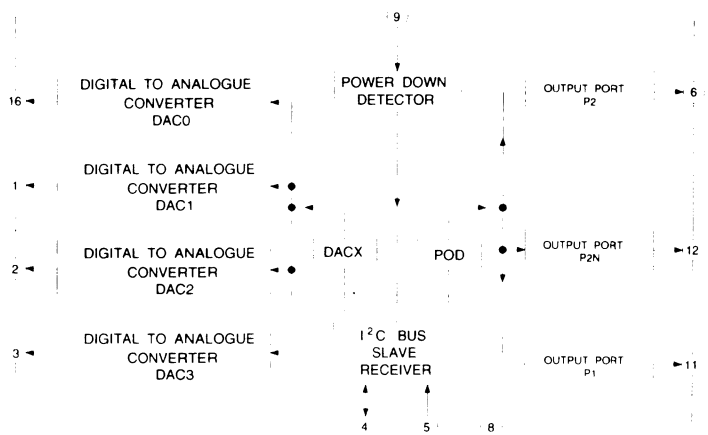 9
DIGITAL TO ANALOGUE
CONVERTER
DAC0
16
POWER DOWN
DETECTOR
OUTPUT PORT
P2
6
DIGITAL TO ANALOGUE
CONVERTER
DAC1
1
DIGITAL TO ANALOGUE
CONVERTER
DAC2
2
DACX
POD
OUTPUT PORT
P2N
12
DIGITAL TO ANALOGUE
CONVERTER
DAC3
3
I²C BUS
SLAVE
RECEIVER
OUTPUT PORT
P1
11
4
5
8